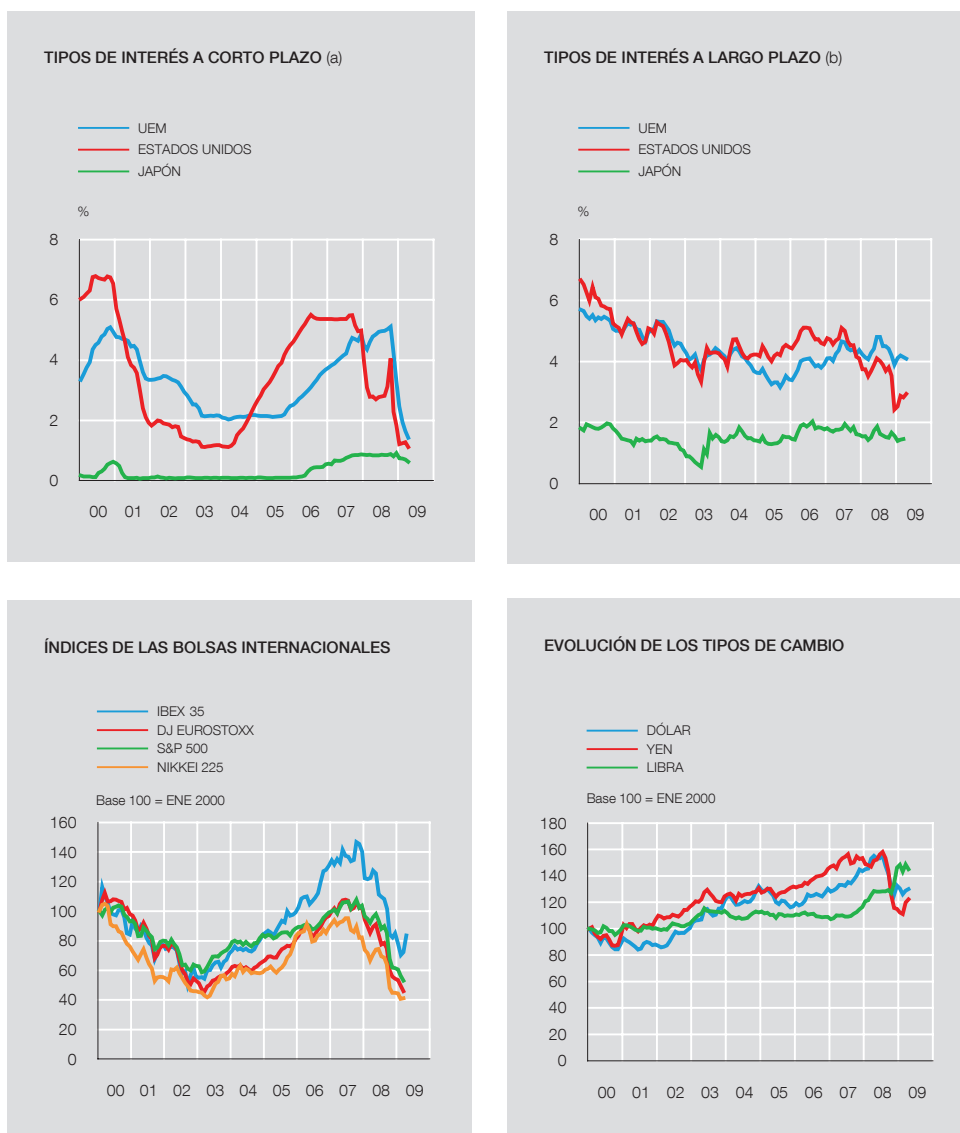 TIPOS DE INTERÉS A CORTO PLAZO (a)
UEM
ESTADOS UNIDOS
JAPÓN
%
8
6
4
2
0
00 01 02 03 04 05 06 07 08 09
TIPOS DE INTERÉS A LARGO PLAZO (b)
UEM
ESTADOS UNIDOS
JAPÓN
%
8
6
4
2
0
00 01 02 03 04 05 06 07 08 09
ÍNDICES DE LAS BOLSAS INTERNACIONALES
IBEX 35
DJ EUROSTOXX
S&P 500
NIKKEI 225
Base 100 = ENE 2000
160
140
120
100
80
60
40
20
0
00 01 02 03 04 05 06 07 08 09
EVOLUCIÓN DE LOS TIPOS DE CAMBIO
DÓLAR
YEN
LIBRA
Base 100 = ENE 2000
180
160
140
120
100
80
60
40
20
0
00 01 02 03 04 05 06 07 08 09